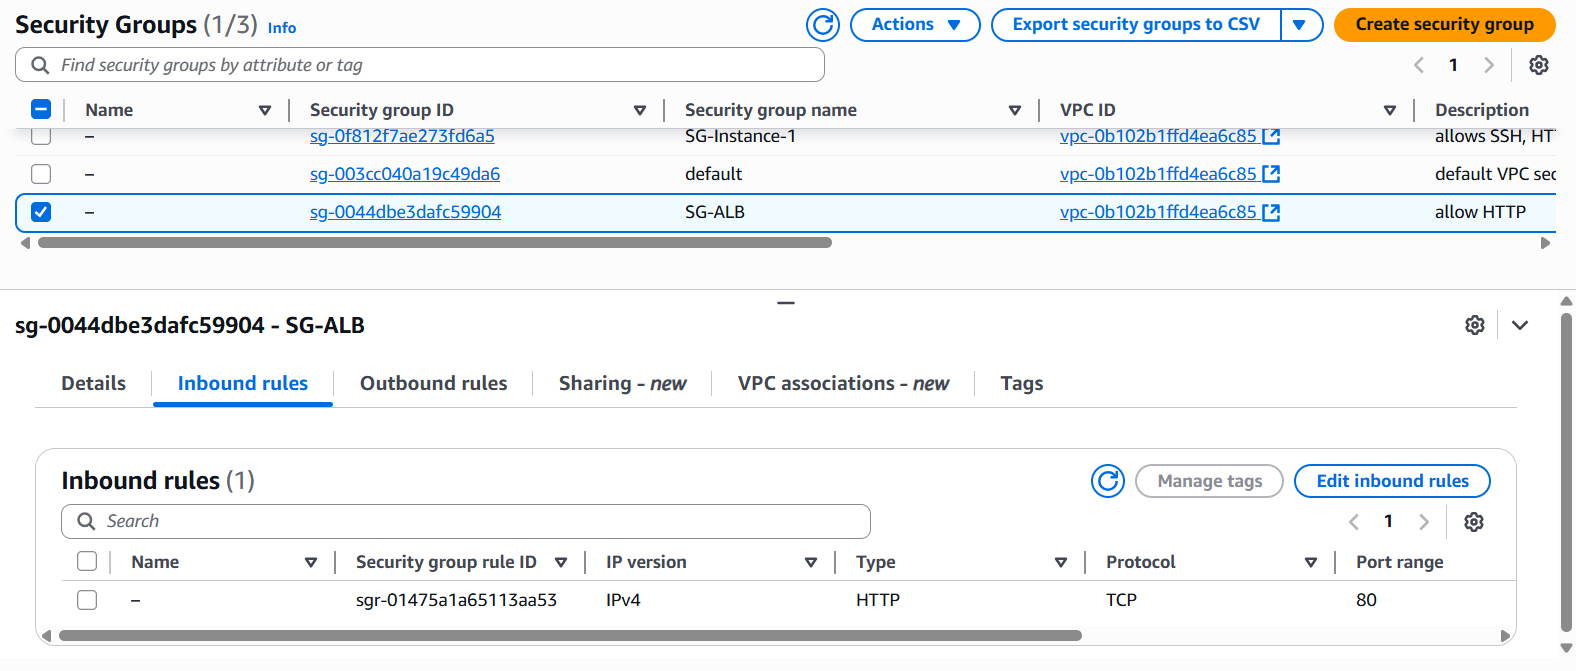 Security Groups (1/3) Info
Actions
Export security groups to CSV
Create security group
Find security groups by attribute or tag
1
Name Security group ID Security group name VPC ID Description
– sg-0f812f7ae273fd6a5 SG-Instance-1 vpc-0b102b1ffd4ea6c85 allows SSH, HT
– sg-003cc040a19c49da6 default vpc-0b102b1ffd4ea6c85 default VPC sec
– sg-0044dbe3dafc59904 SG-ALB vpc-0b102b1ffd4ea6c85 allow HTTP
sg-0044dbe3dafc59904 - SG-ALB
Details Inbound rules Outbound rules Sharing - new VPC associations - new Tags
Inbound rules (1)
Manage tags
Edit inbound rules
Search
1
Name Security group rule ID IP version Type Protocol Port range
– sgr-01475a1a65113aa53 IPv4 HTTP TCP 80